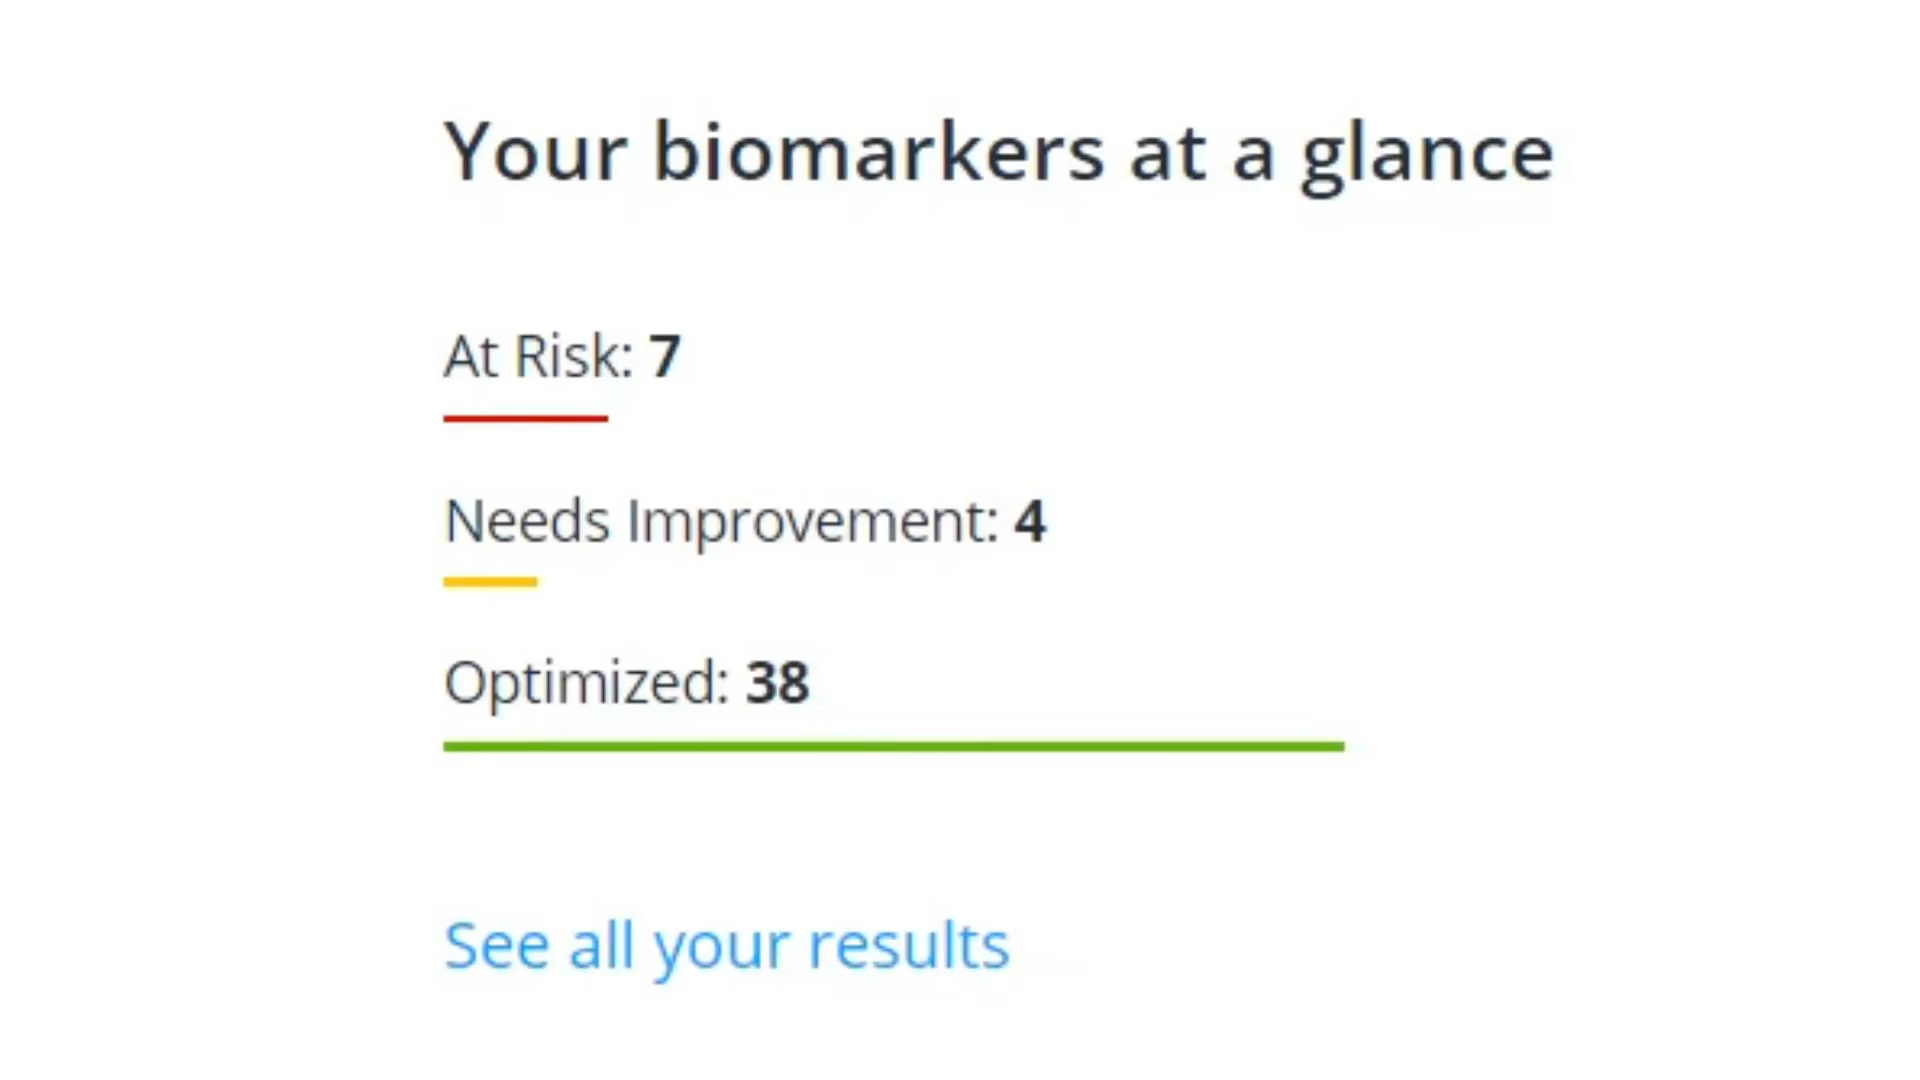 Your biomarkers at a glance
At Risk: 7
Needs Improvement: 4
Optimized: 38
See all your results